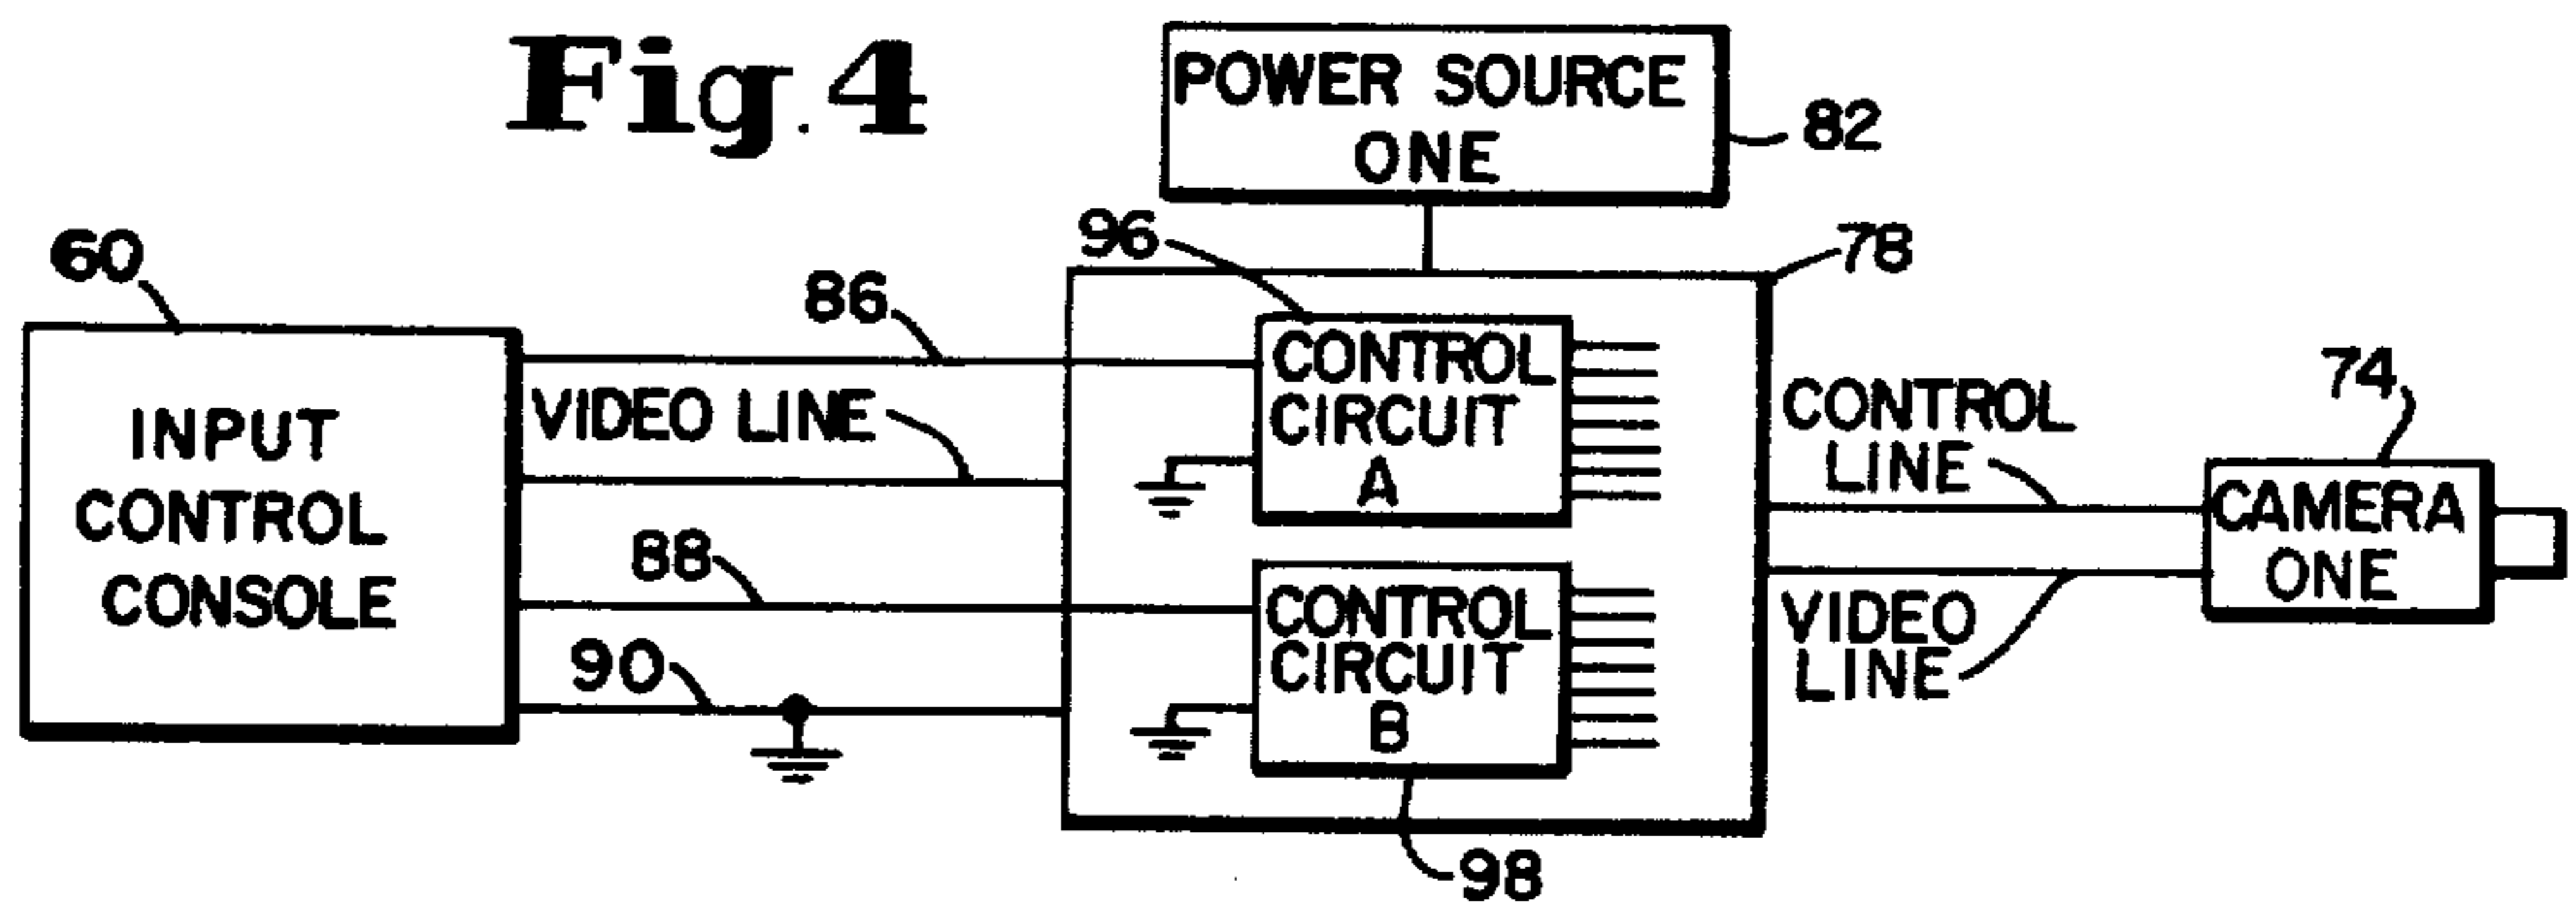 Fig. 4
POWER SOURCE
ONE
82
96
78
60
86
INPUT
CONTROL
CONSOLE
VIDEO LINE
88
90
CONTROL
CIRCUIT
A
CONTROL
CIRCUIT
B
98
CONTROL
LINE
VIDEO
LINE
74
CAMERA
ONE